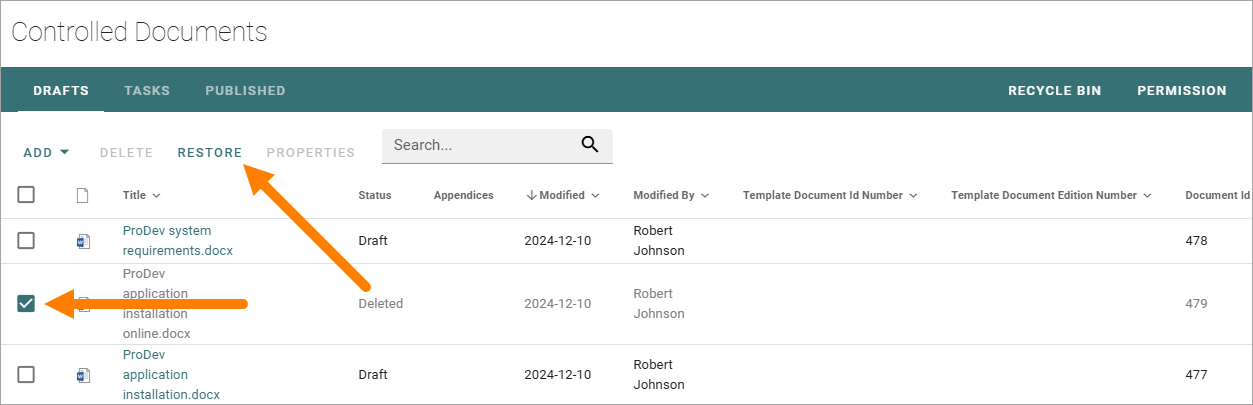 Controlled Documents
DRAFTS TASKS PUBLISHED RECYCLE BIN PERMISSION
ADD DELETE RESTORE PROPERTIES Search...
Title Status Appendices Modified Modified By Template Document Id Number Template Document Edition Number Document Id
ProDev system
requirements.docx
Draft 2024-12-10
Robert
Johnson
478
ProDev
application
installation
online.docx
Deleted 2024-12-10
Robert
Johnson
479
ProDev
application
installation.docx
Draft 2024-12-10
Robert
Johnson
477